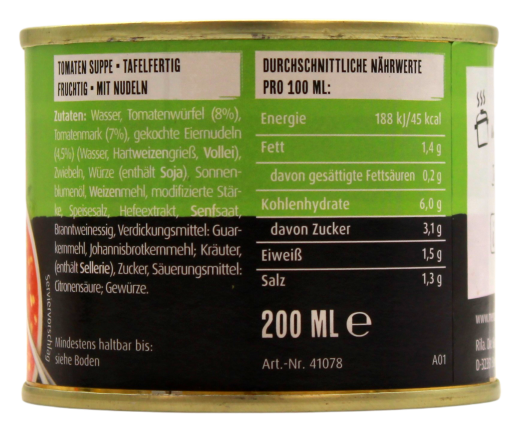 TOMATEN SUPPE • TAFELFERTIG
FRUCHTIG • MIT NUDELN
Zutaten: Wasser, Tomatenwürfel (8%),
Tomatenmark (7%), gekochte Eiernudeln
(4,5%) (Wasser, Hartweizengrieß, Vollei),
Zwiebeln, Würze (enthält Soja). Sonnen-
blumenöl, Weizenmehl, modifizierte Stär-
ke, Speisesalz, Hefeextrakt, Senfsaat,
Branntweinessig, Verdickungsmittel: Guar-
kernmehl, Johannisbrotkernmehl; Kräuter,
(enthält Sellerie), Zucker, Säuerungsmittel:
Citronensäure; Gewürze.
Mindestens haltbar bis:
siehe Boden
Serviervorschlag
DURCHSCHNITTLICHE NÄHRWERTE
PRO 100 ML:
Energie 188 kJ/45 kcal
Fett 1,4 g
davon gesättigte Fettsäuren 0,2 g
Kohlenhydrate 6,0 g
davon Zucker 3,1 g
Eiweiß 1,5 g
Salz 1,3 g
200 ML e
Art.-Nr. 41078 A01